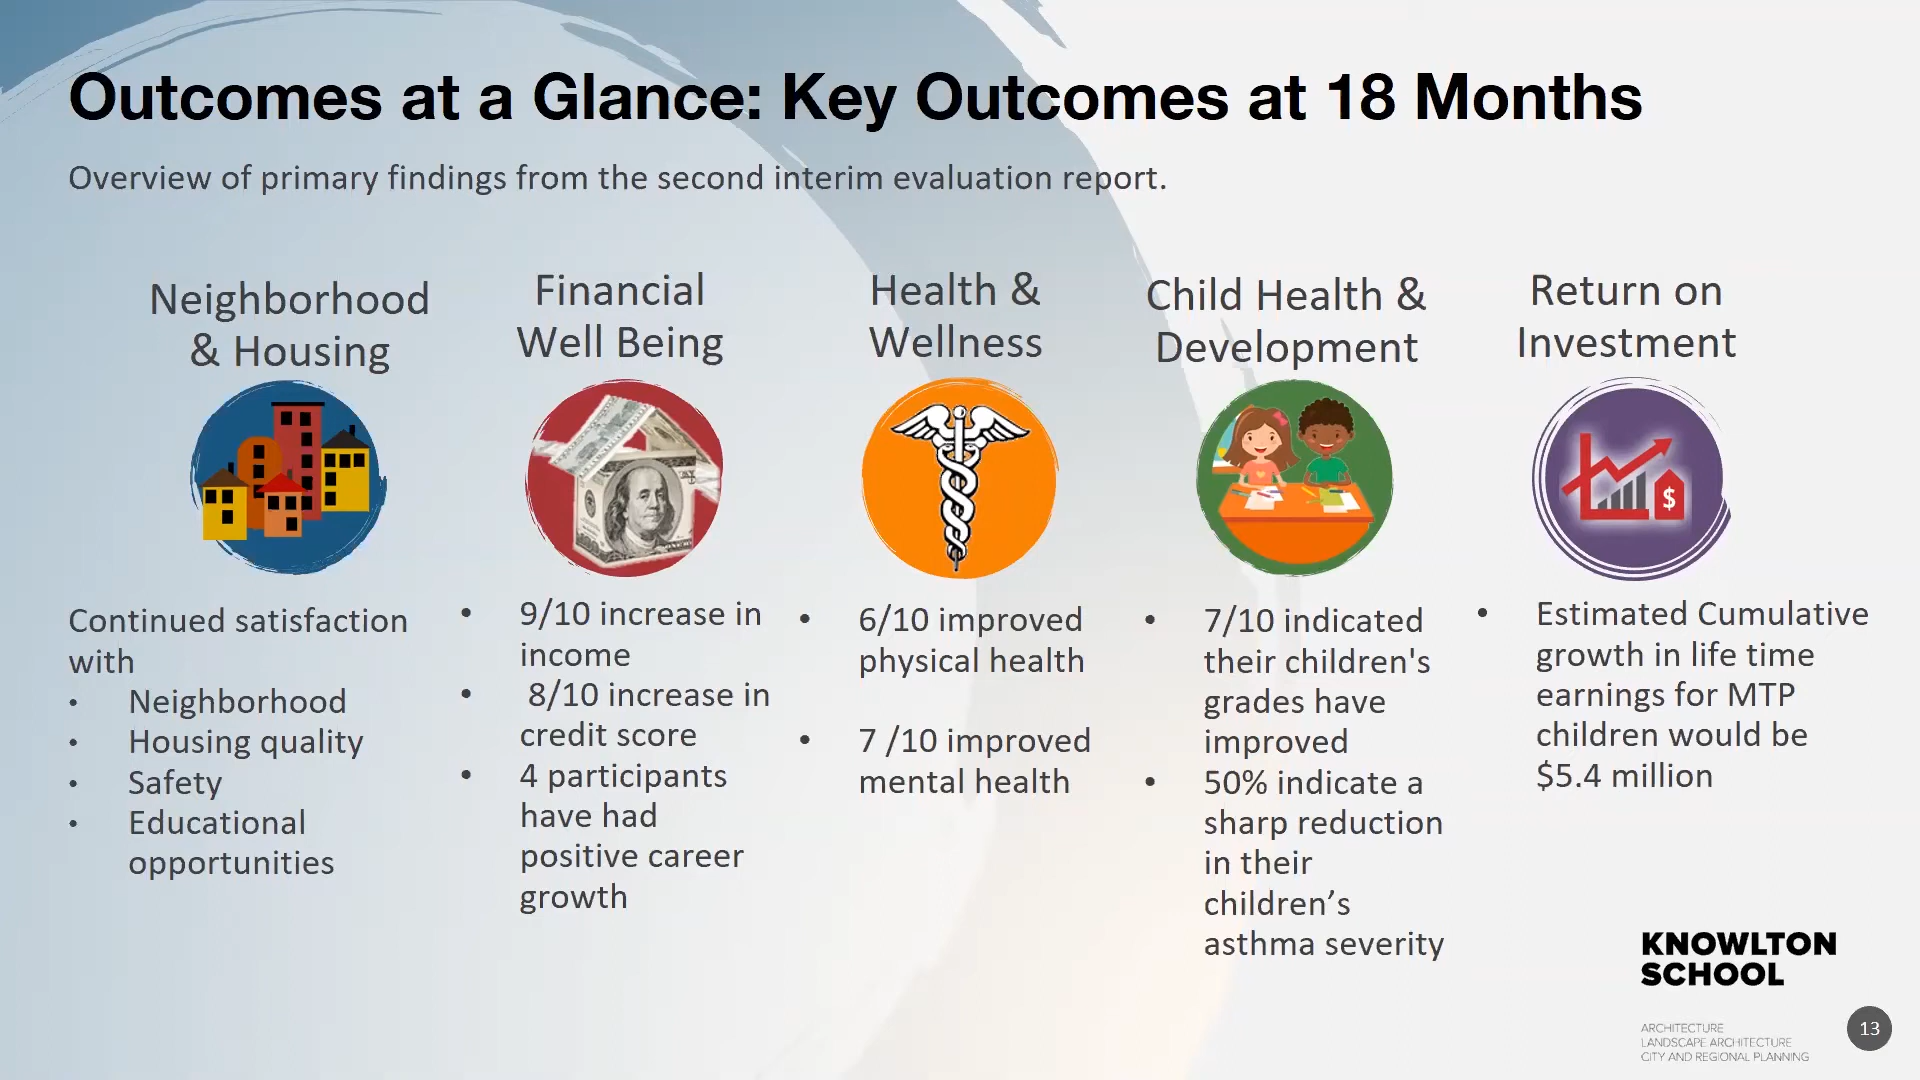 Outcomes at a Glance: Key Outcomes at 18 Months
Overview of primary findings from the second interim evaluation report.
Neighborhood
& Housing
Continued satisfaction
with
• Neighborhood
• Housing quality
• Safety
• Educational
opportunities
Financial
Well Being
• 9/10 increase in
income
• 8/10 increase in
credit score
• 4 participants
have had
positive career
growth
Health &
Wellness
• 6/10 improved
physical health
• 7 /10 improved
mental health
Child Health &
Development
• 7/10 indicated
their children's
grades have
improved
• 50% indicate a
sharp reduction
in their
children’s
asthma severity
Return on
Investment
$
• Estimated Cumulative
growth in life time
earnings for MTP
children would be
$5.4 million
KNOWLTON
SCHOOL
ARCHITECTURE
LANDSCAPE ARCHITECTURE
CITY AND REGIONAL PLANNING
13